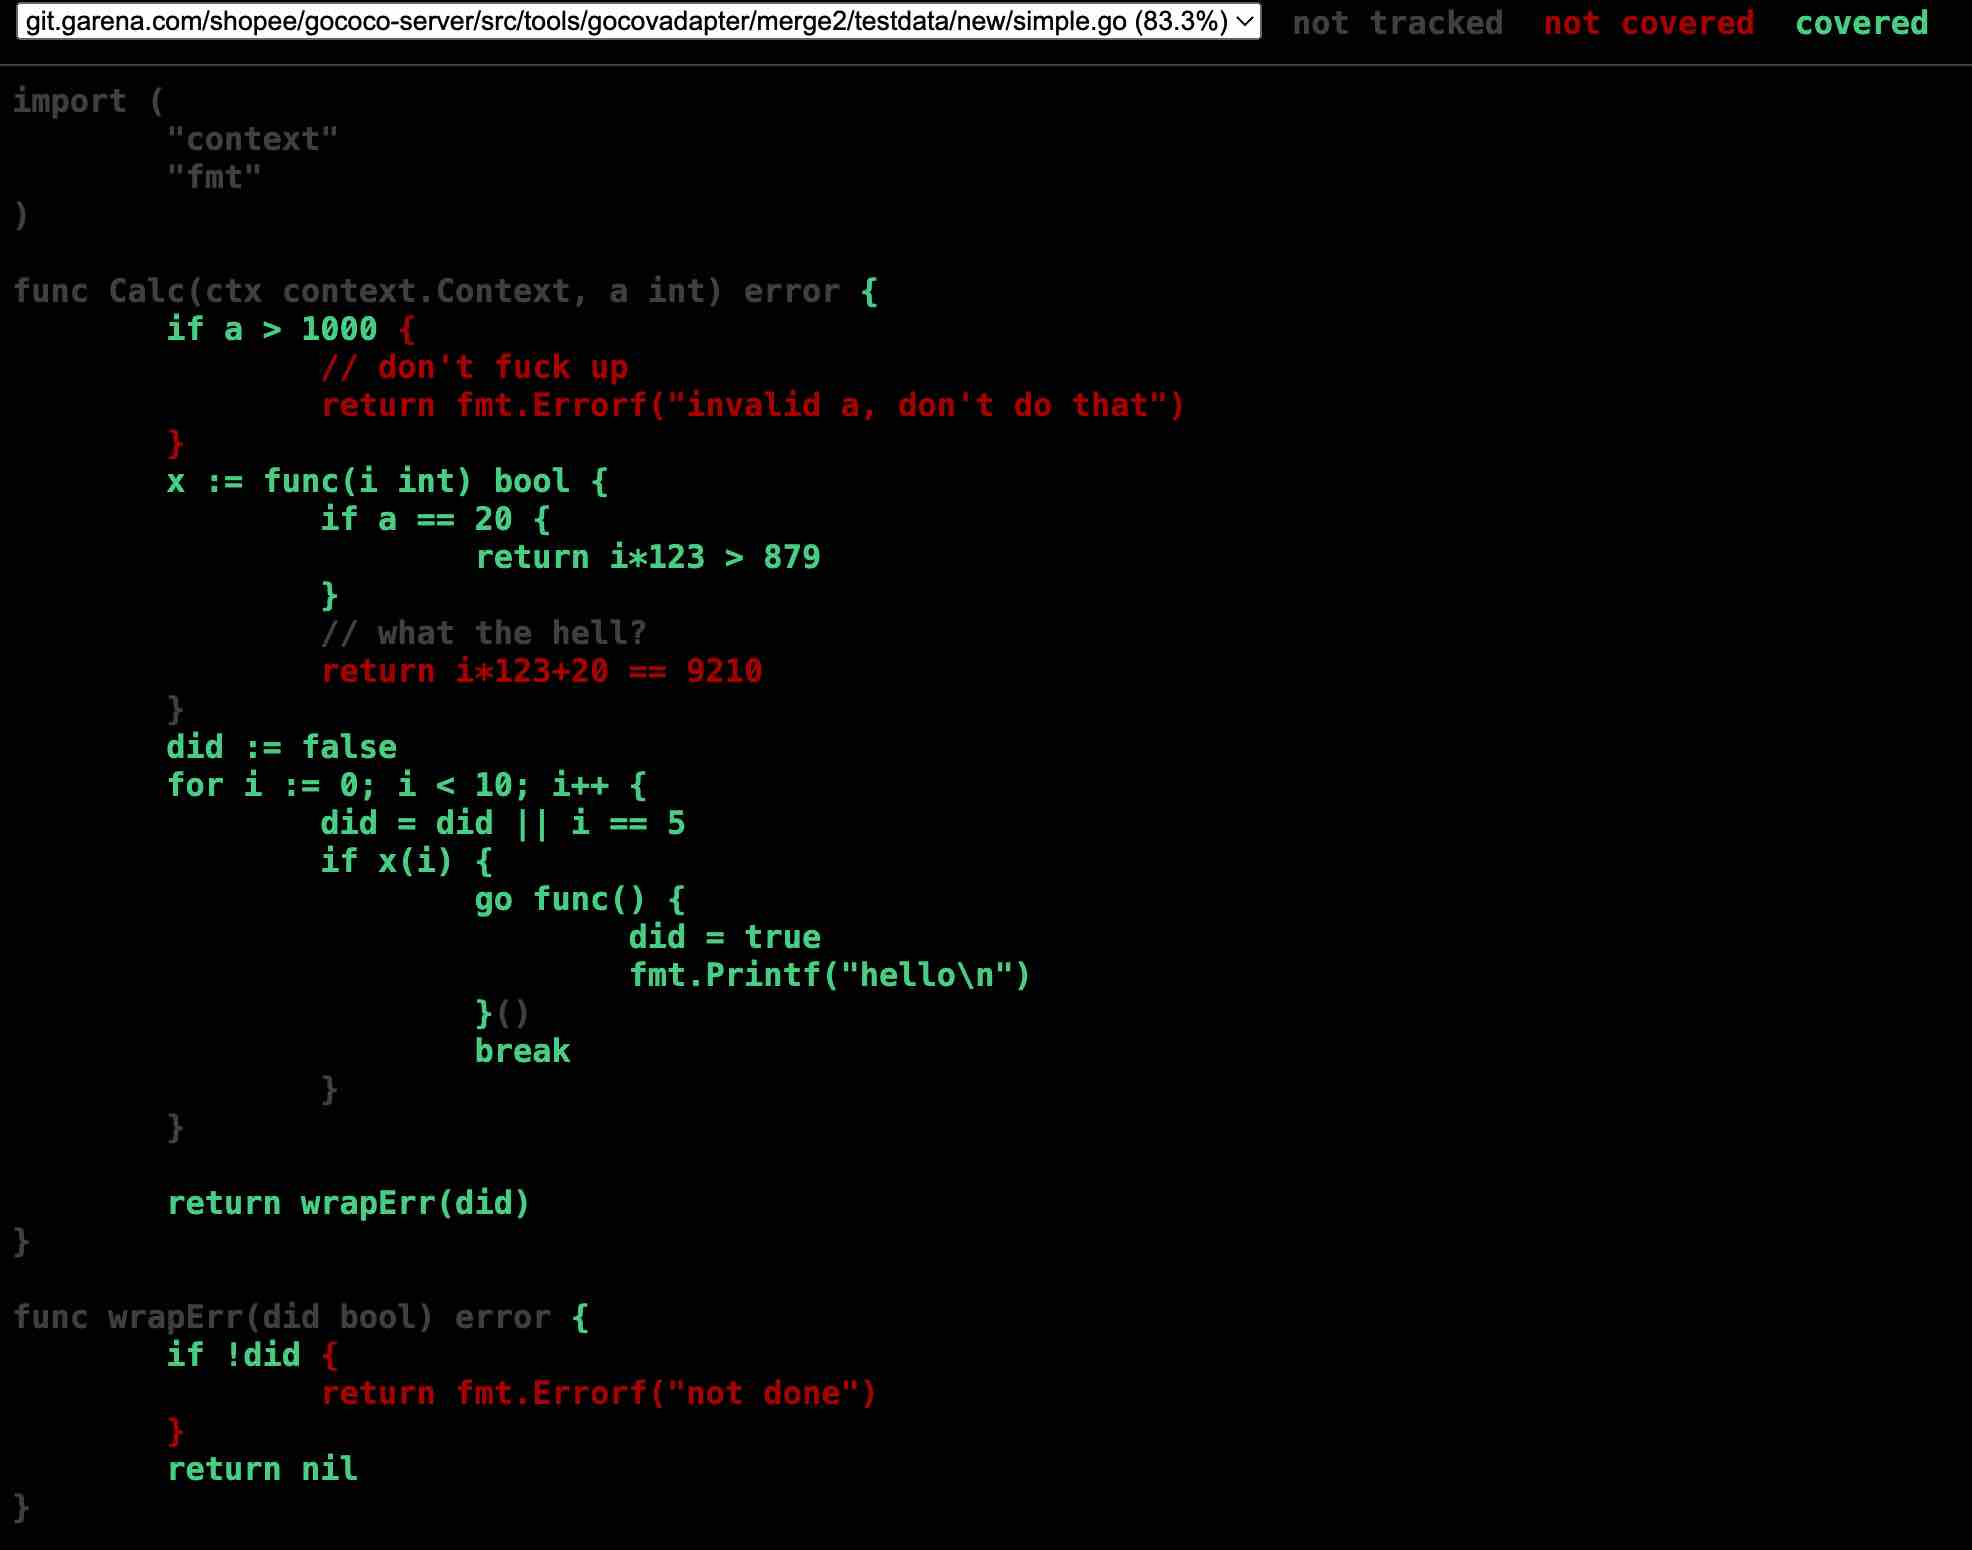 git.garena.com/shopee/gococo-server/src/tools/gocovadapter/merge2/testdata/new/simple.go (83.3%) not tracked not covered covered
import (
        "context"
        "fmt"
)

func Calc(ctx context.Context, a int) error {
        if a > 1000 {
                // don't fuck up
                return fmt.Errorf("invalid a, don't do that")
        }
        x := func(i int) bool {
                if a == 20 {
                        return i*123 > 879
                }
                // what the hell?
                return i*123+20 == 9210
        }
        did := false
        for i := 0; i < 10; i++ {
                did = did || i == 5
                if x(i) {
                        go func() {
                                did = true
                                fmt.Printf("hello\n")
                        }()
                        break
                }
        }

        return wrapErr(did)
}

func wrapErr(did bool) error {
        if !did {
                return fmt.Errorf("not done")
        }
        return nil
}